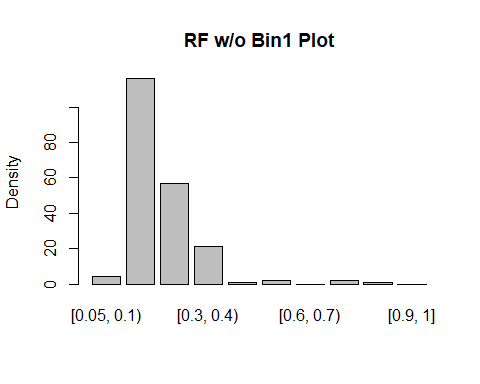 RF w/o Bin1 Plot
Density
80
60
40
20
0
[0.05, 0.1) [0.3, 0.4) [0.6, 0.7) [0.9, 1]